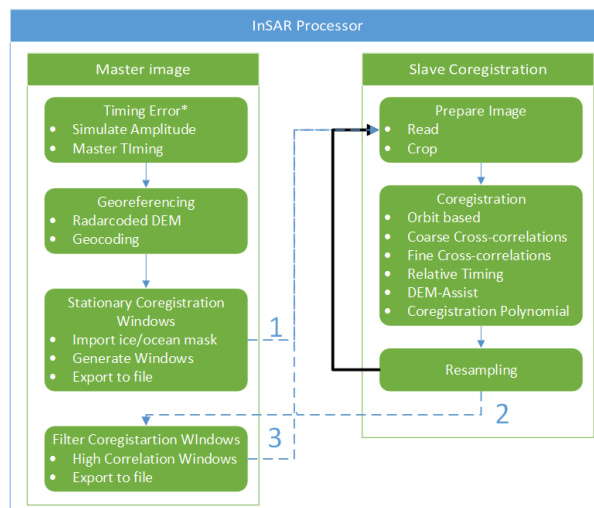 InSAR Processor
Master image
Timing Error*
• Simulate Amplitude
• Master TIming
Georeferencing
• Radarcoded DEM
• Geocoding
Stationary Coregistration
Windows
• Import ice/ocean mask
• Generate Windows
• Export to file
Filter Coregistartion WIndows
• High Correlation Windows
• Export to file
1
2
3
Slave Coregistration
Prepare Image
• Read
• Crop
Coregistration
• Orbit based
• Coarse Cross-correlations
• Fine Cross-correlations
• Relative Timing
• DEM-Assist
• Coregistration Polynomial
Resampling